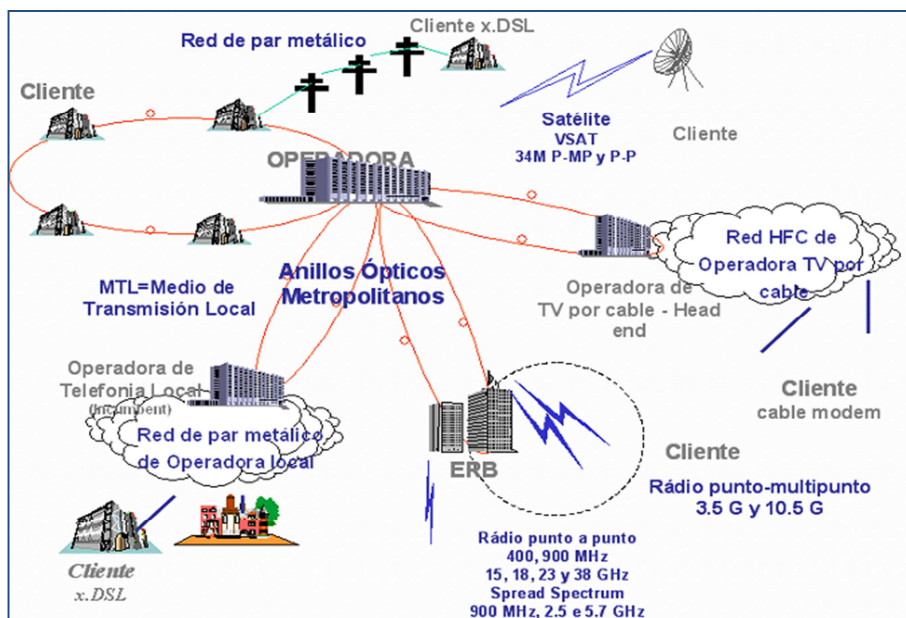 Cliente x.DSL
Red de par metálico
Cliente
Satélite
VSAT
34M P-MP y P-P
Cliente
OPERADORA
Red HFC de
Operadora TV por
cable
MTL=Medio de
Transmisión Local
Anillos Ópticos
Metropolitanos
Operadora de
TV por cable - Head
end
Operadora de
Telefonia Local
(Incumbent)
Cliente
cable modem
Red de par metálico
de Operadora local
ERB
Cliente
Rádio punto-multipunto
3.5 G y 10.5 G
Rádio punto a punto
400, 900 MHz
15, 18, 23 y 38 GHz
Spread Spectrum
900 MHz, 2.5 e 5.7 GHz
Cliente
x.DSL